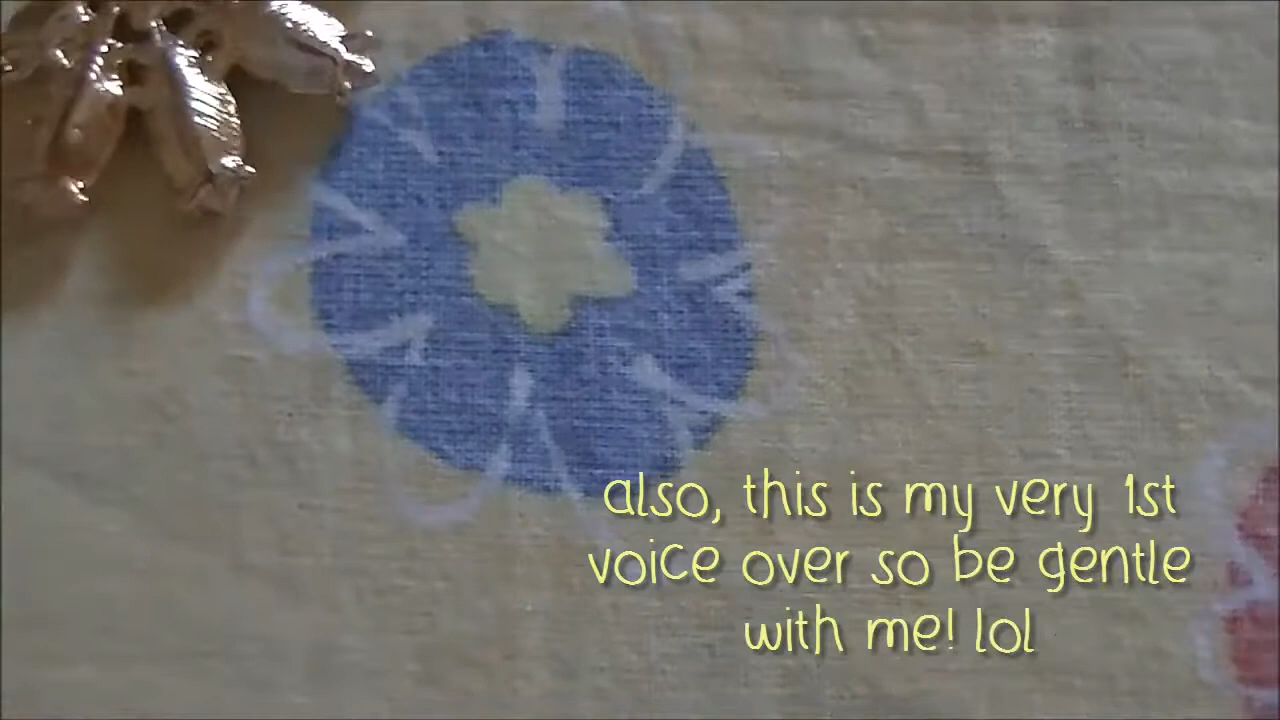 also, this is my very 1st
voice over so be gentle
with me! lol